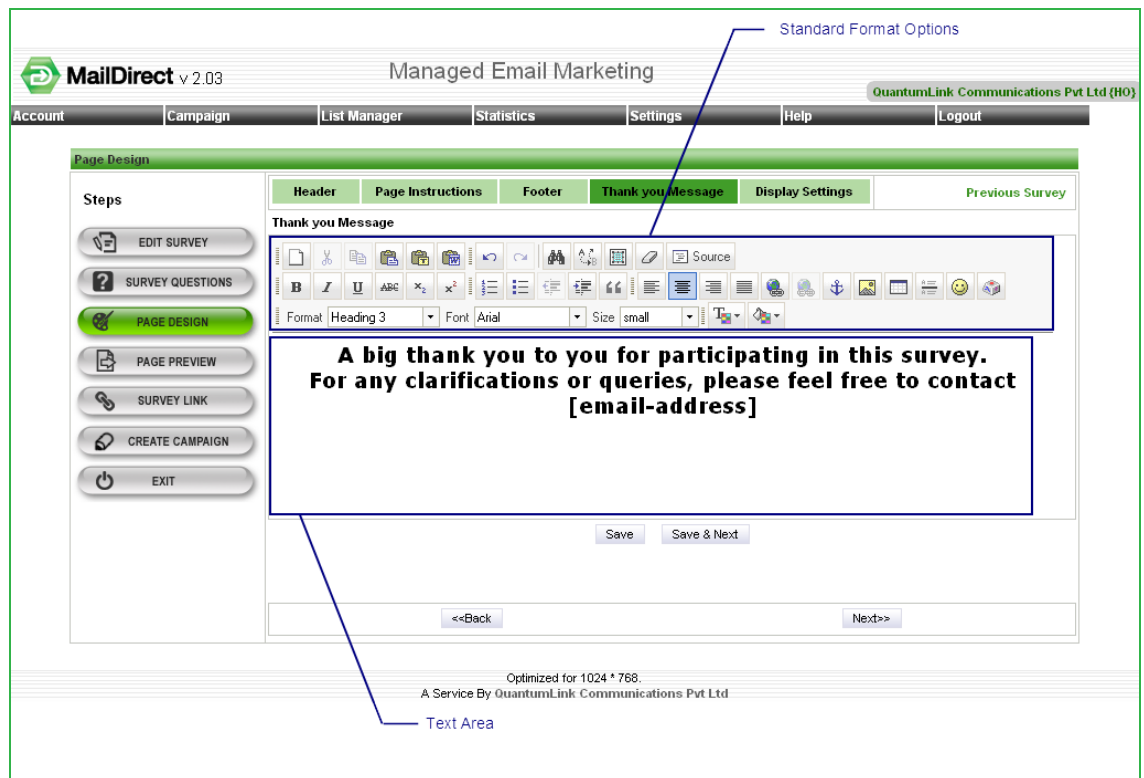 Standard Format Options
MailDirect v 2.03
Managed Email Marketing
QuantumLink Communications Pvt Ltd {HO}
Account Campaign List Manager Statistics Settings Help Logout
Page Design
Steps
EDIT SURVEY
SURVEY QUESTIONS
PAGE DESIGN
PAGE PREVIEW
SURVEY LINK
CREATE CAMPAIGN
EXIT
Header Page Instructions Footer Thank you Message Display Settings Previous Survey
Thank you Message
Source
B I U ABC x₂ x²
Format Heading 3 Font Arial Size small
A big thank you to you for participating in this survey.
For any clarifications or queries, please feel free to contact
[email-address]
Save Save & Next
<<Back Next>>
Optimized for 1024 * 768.
A Service By QuantumLink Communications Pvt Ltd
Text Area